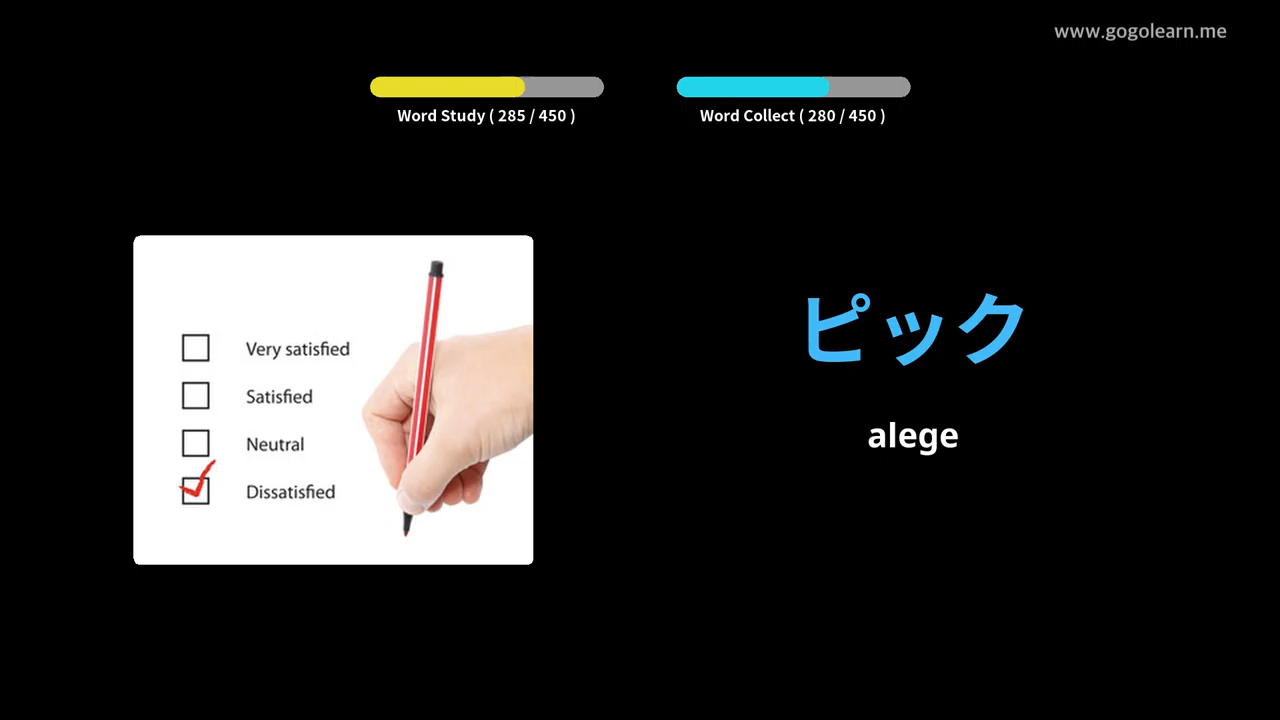 www.gogolearn.me
Word Study ( 285 / 450 )
Word Collect ( 280 / 450 )
Very satisfied
Satisfied
Neutral
Dissatisfied
ピック
alege